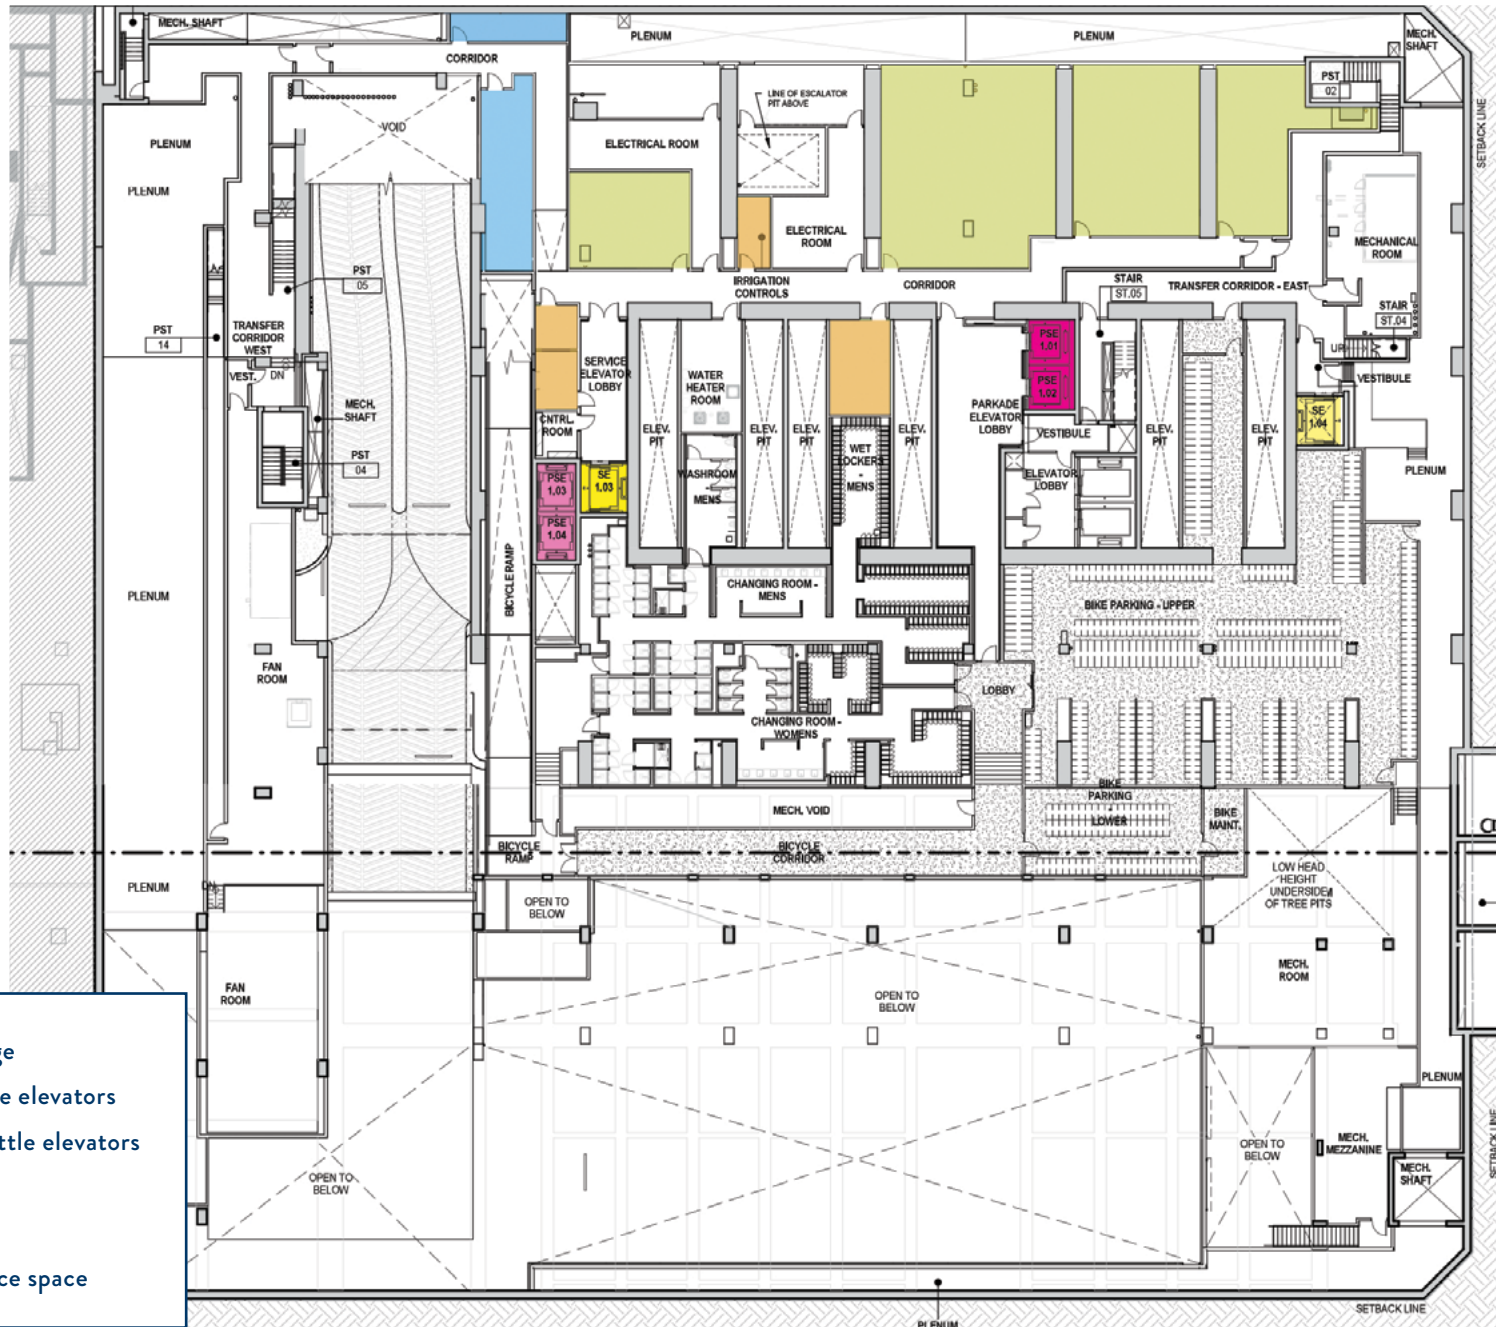 MECH. SHAFT
PLENUM
PLENUM
MECH.
SHAFT
CORRIDOR
PST
02
LINE OF ESCALATOR
PIT ABOVE
VOID
SETBACK LINE
PLENUM
ELECTRICAL ROOM
PLENUM
ELECTRICAL
ROOM
MECHANICAL
ROOM
PST
05
IRRIGATION
CONTROLS
CORRIDOR
STAIR
ST.05
TRANSFER CORRIDOR - EAST
STAIR
ST.04
PST
14
TRANSFER
CORRIDOR
WEST
PSE
1.01
UP
VEST.
DN
SERVICE
ELEVATOR
LOBBY
WATER
HEATER
ROOM
PSE
1.02
VESTIBULE
MECH.
SHAFT
CNTRL.
ROOM
ELEV.
PIT
ELEV.
PIT
ELEV.
PIT
ELEV.
PIT
PARKADE
ELEVATOR
LOBBY
VESTIBULE
ELEV.
PIT
ELEV.
PIT
SE
1.04
PST
04
PSE
1.03
SE
1.03
WASHROOM
-
MENS
WET
LOCKERS
-
MENS
ELEVATOR
LOBBY
PLENUM
PSE
1.04
BICYCLE RAMP
CHANGING ROOM -
MENS
PLENUM
BIKE PARKING - UPPER
FAN
ROOM
LOBBY
CHANGING ROOM -
WOMENS
MECH. VOID
BIKE
PARKING
-
LOWER
BIKE
MAINT.
BICYCLE
RAMP
BICYCLE
CORRIDOR
PLENUM
DN
LOW HEAD
HEIGHT
UNDERSIDE
OF TREE PITS
OPEN TO
BELOW
FAN
ROOM
OPEN TO
BELOW
MECH.
ROOM
e elevators
ttle elevators
ce space
PLENUM
OPEN TO
BELOW
OPEN TO
BELOW
MECH.
MEZZANINE
MECH.
SHAFT
SETBACK LINE
SETBACK LINE
PLENUM